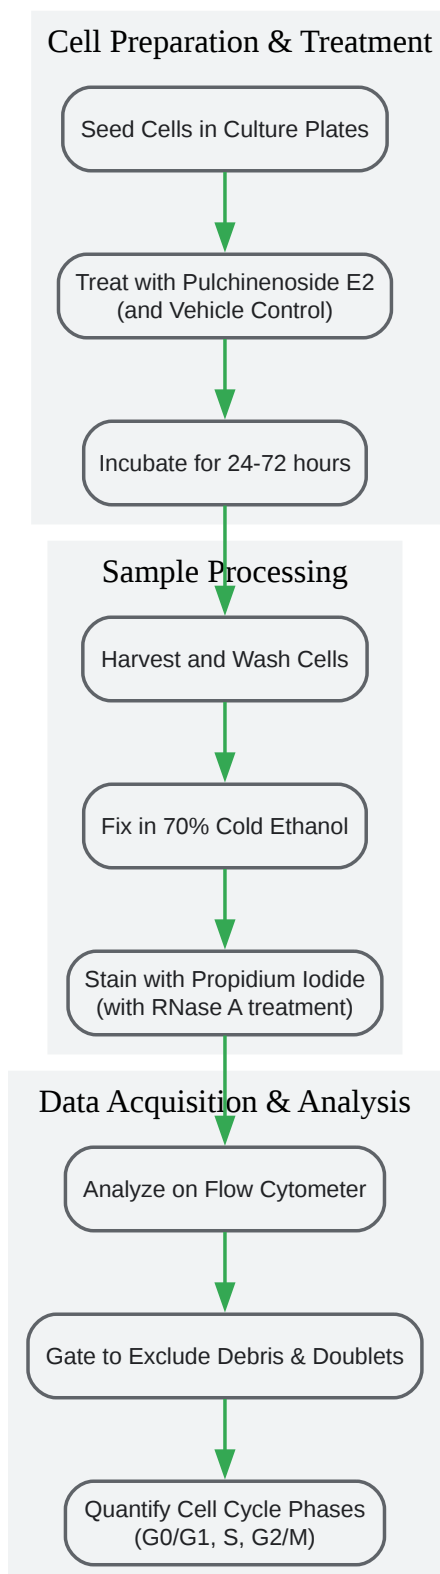 Cell Preparation & Treatment
Seed Cells in Culture Plates
Treat with Pulchinenoside E2
(and Vehicle Control)
Incubate for 24-72 hours
Sample Processing
Harvest and Wash Cells
Fix in 70% Cold Ethanol
Stain with Propidium Iodide
(with RNase A treatment)
Data Acquisition & Analysis
Analyze on Flow Cytometer
Gate to Exclude Debris & Doublets
Quantify Cell Cycle Phases
(G0/G1, S, G2/M)